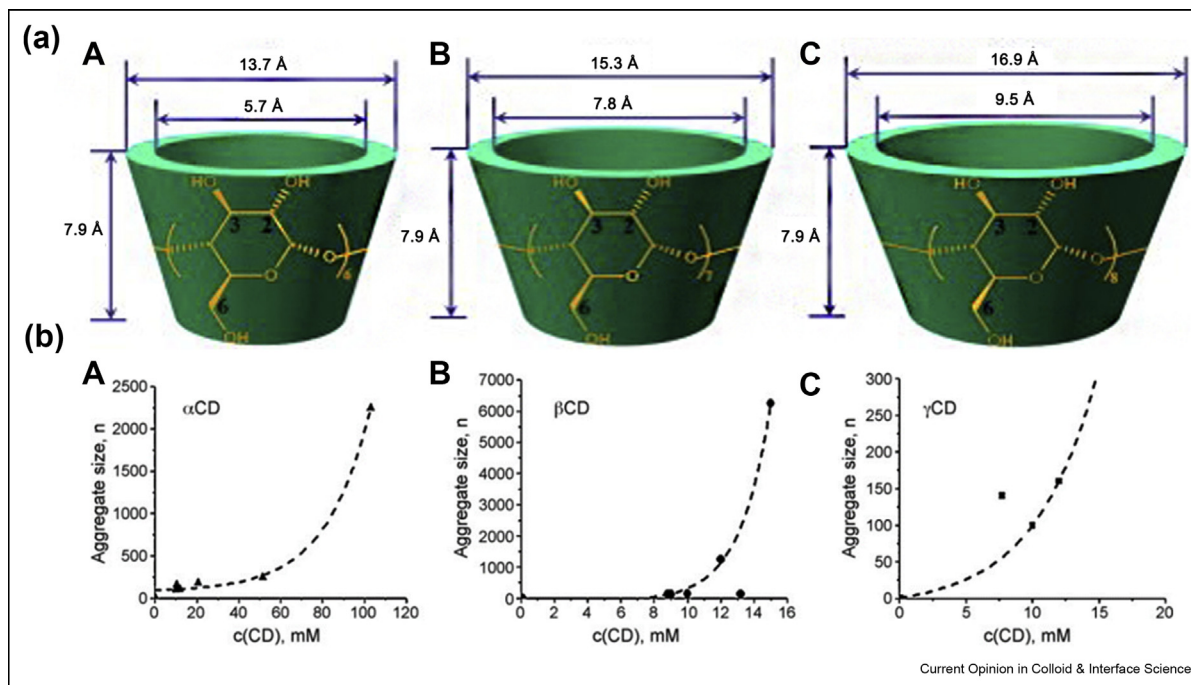 (a)
A
13.7 Å
5.7 Å
7.9 Å
HO
OH
3 2
O
O
6
6
OH
B
15.3 Å
7.8 Å
7.9 Å
HO
OH
3 2
O
O
7
6
OH
C
16.9 Å
9.5 Å
7.9 Å
HO
OH
3 2
O
O
8
6
OH
(b)
A
αCD
Aggregate size, n
2500
2000
1500
1000
500
0
0 20 40 60 80 100 120
c(CD), mM
B
βCD
Aggregate size, n
7000
6000
5000
4000
3000
2000
1000
0
0 2 4 6 8 10 12 14 16
c(CD), mM
C
γCD
Aggregate size, n
300
250
200
150
100
50
0
0 5 10 15 20
c(CD), mM
Current Opinion in Colloid & Interface Science